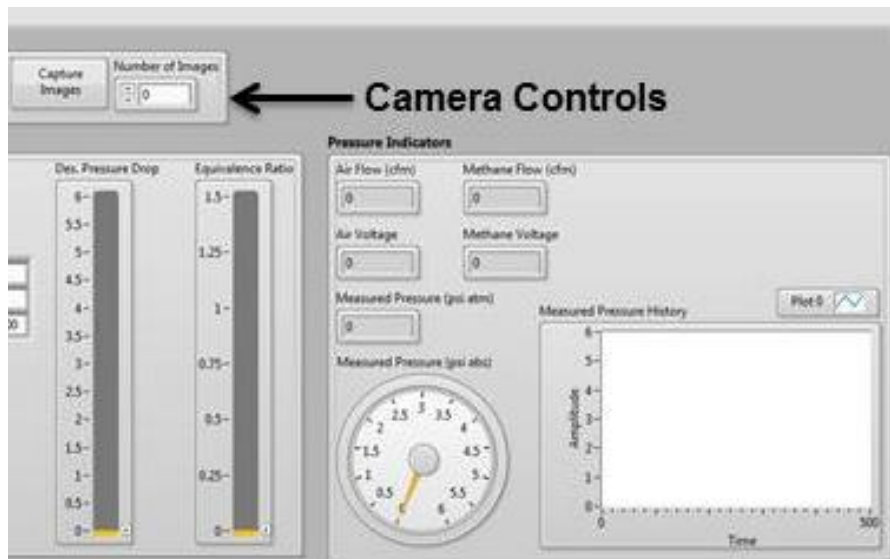 Capture
Images
Number of Images
0
Camera Controls
Des. Pressure Drop
6
5.5
5
4.5
4
3.5
3
2.5
2
1.5
1
0.5
0
Equivalence Ratio
1.5
1.25
1
0.75
0.5
0.25
0
Pressure Indicators
Air Flow (cfm)
0
Methane Flow (cfm)
0
Air Voltage
0
Methane Voltage
0
Measured Pressure (psi atm)
0
Measured Pressure (psi abs)
0
0.5
1
1.5
2
2.5
3
3.5
4
4.5
5
5.5
6
Measured Pressure History
Plot 0
Amplitude
6
5
4
3
2
1
0
0
500
Time